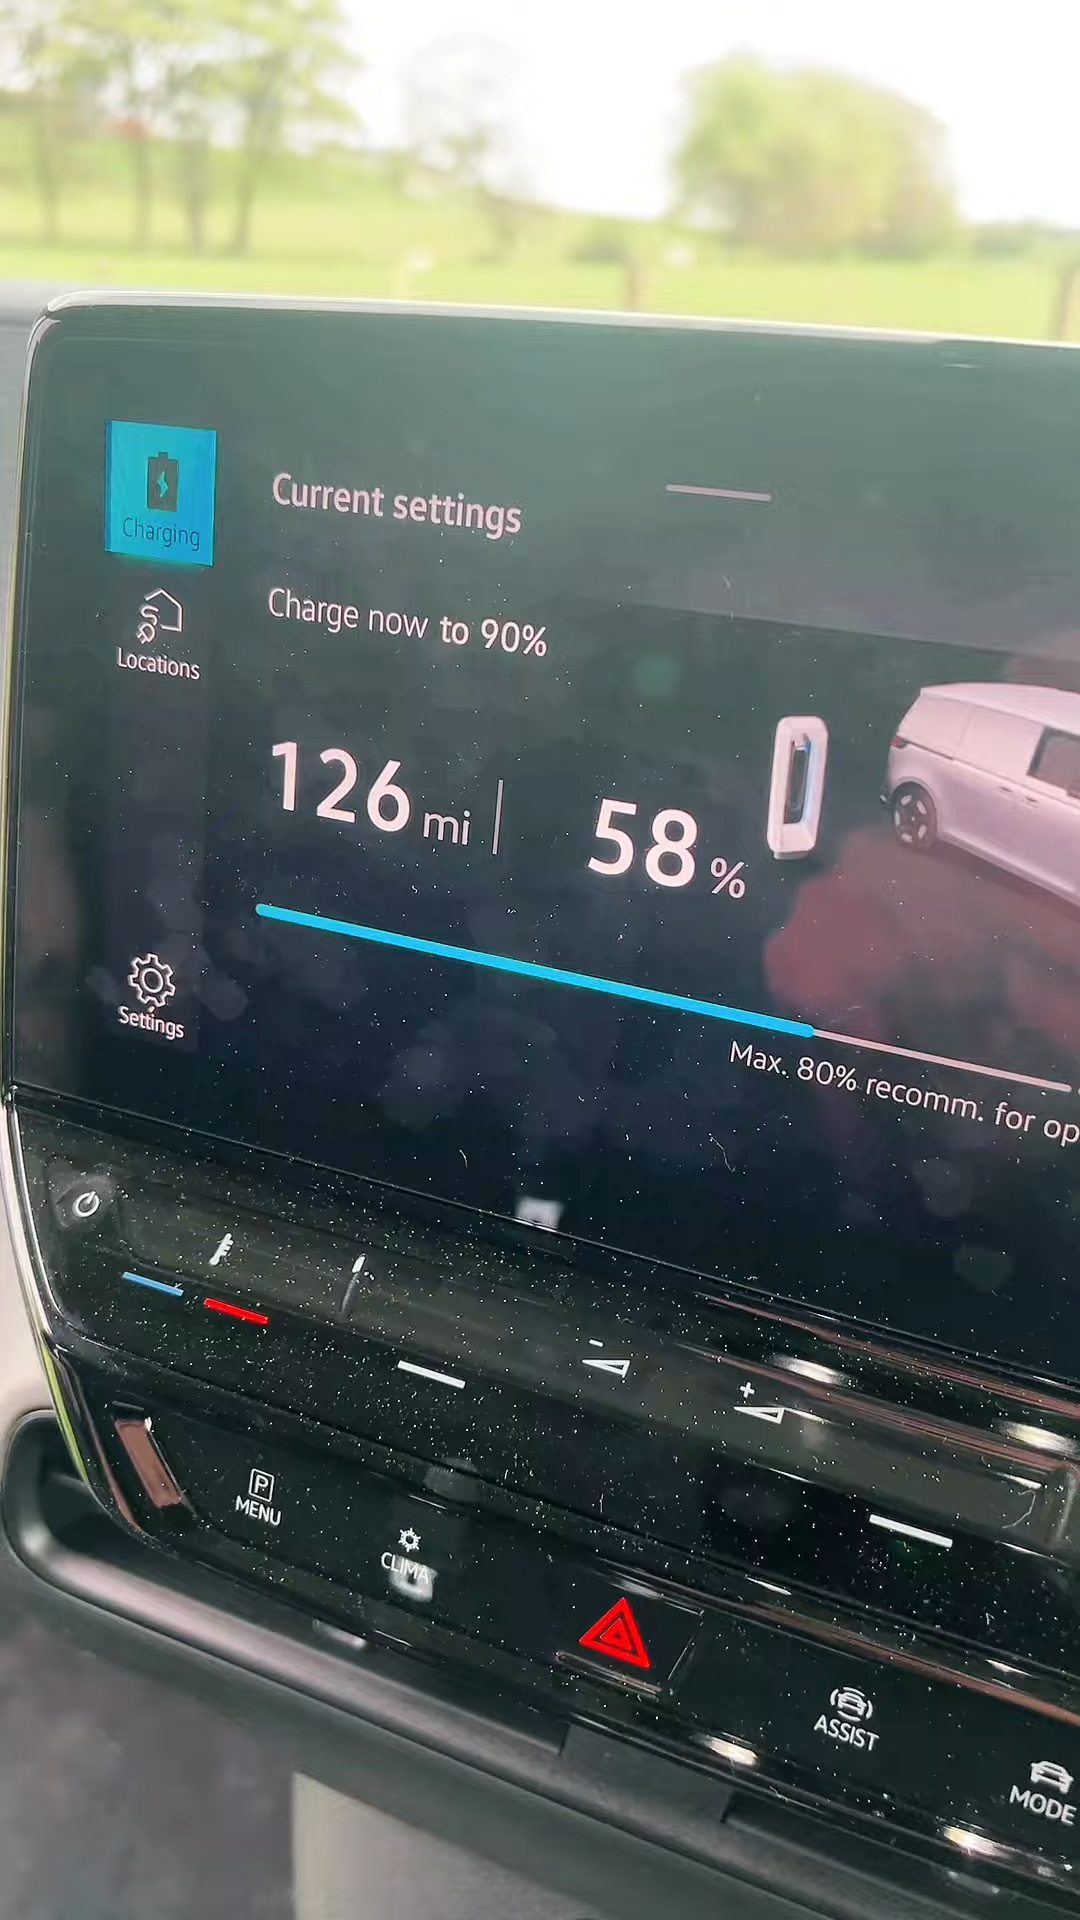 Charging
Current settings
Charge now to 90%
Locations
126 mi
58 %
Settings
Max. 80% recomm. for
P
MENU
CLIMA
ASSIST
MODE